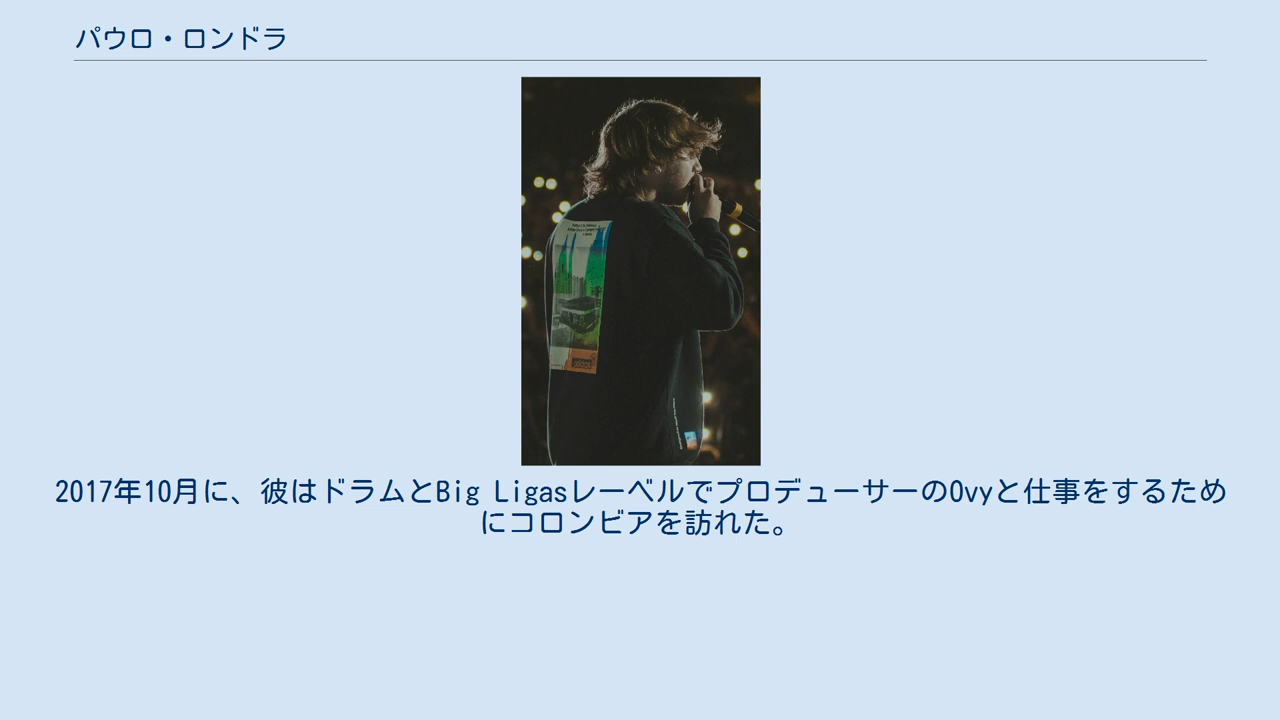 パウロ・ロンドラ
2017年10月に、彼はドラムとBig LigasレーベルでプロデューサーのOvyと仕事をするため
にコロンビアを訪れた。